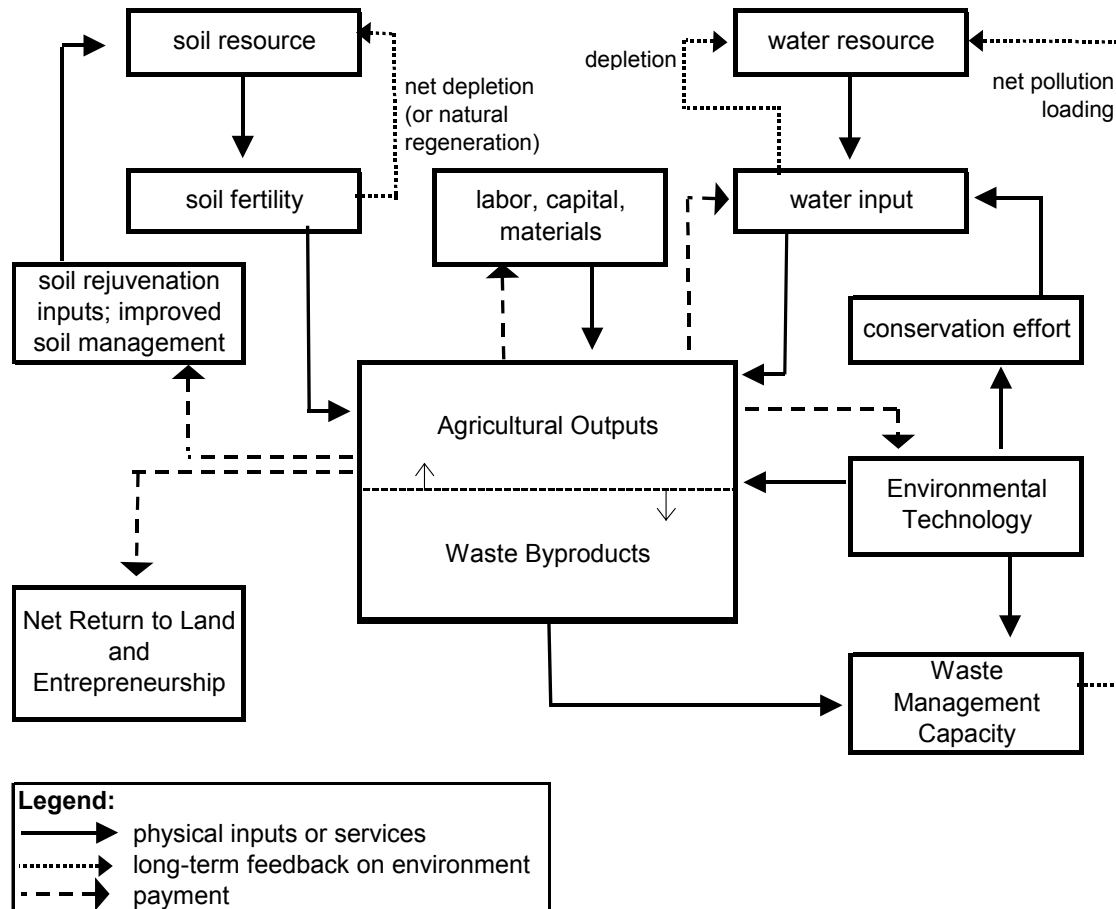 soil resource
water resource
depletion
net depletion
(or natural
regeneration)
net pollution
loading
soil fertility
labor, capital,
materials
water input
soil rejuvenation
inputs; improved
soil management
conservation effort
Agricultural Outputs
Environmental
Technology
Waste Byproducts
Net Return to Land
and
Entrepreneurship
Waste
Management
Capacity
Legend:
physical inputs or services
long-term feedback on environment
payment